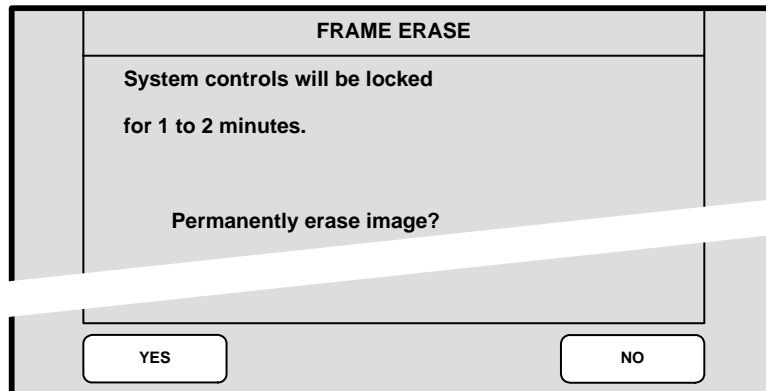 FRAME ERASE
System controls will be locked
for 1 to 2 minutes.
Permanently erase image?
YES
NO